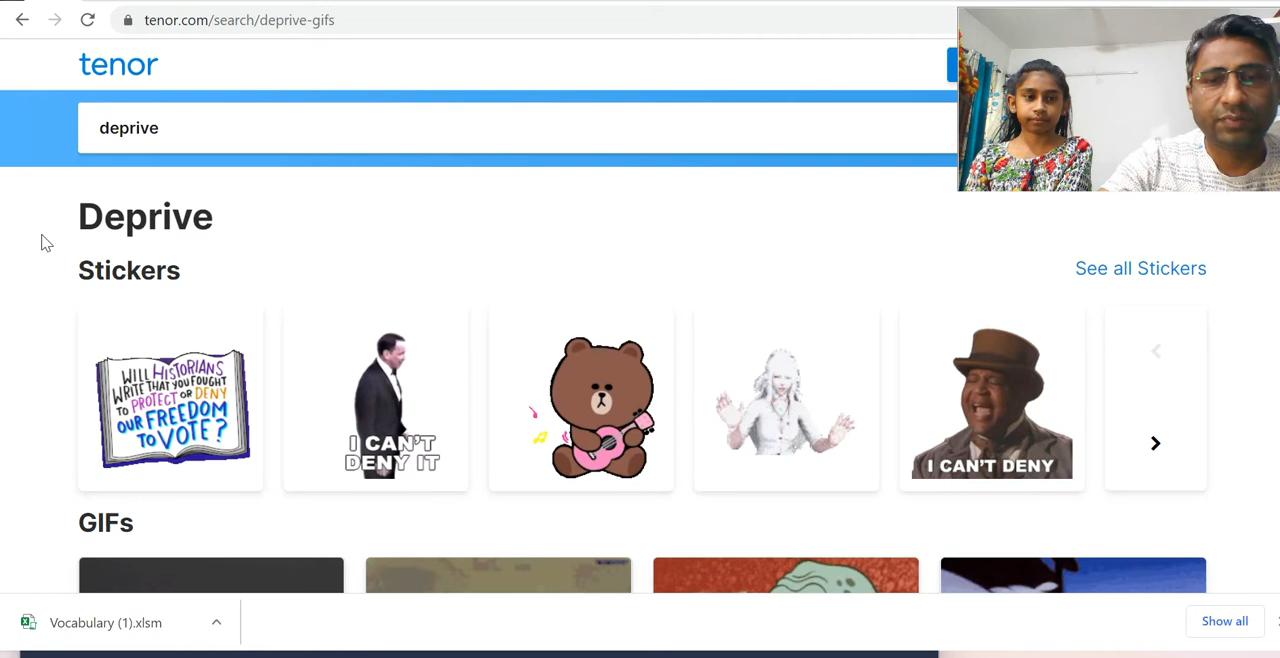 tenor.com/search/deprive-gifs
tenor
deprive
Deprive
Stickers
See all Stickers
WILL HISTORIANS
WRITE THAT YOU FOUGHT
TO PROTECT OR DENY
OUR FREEDOM
TO VOTE?
I CAN'T
DENY IT
I CAN'T DENY
GIFs
Vocabulary (1).xlsm
Show all